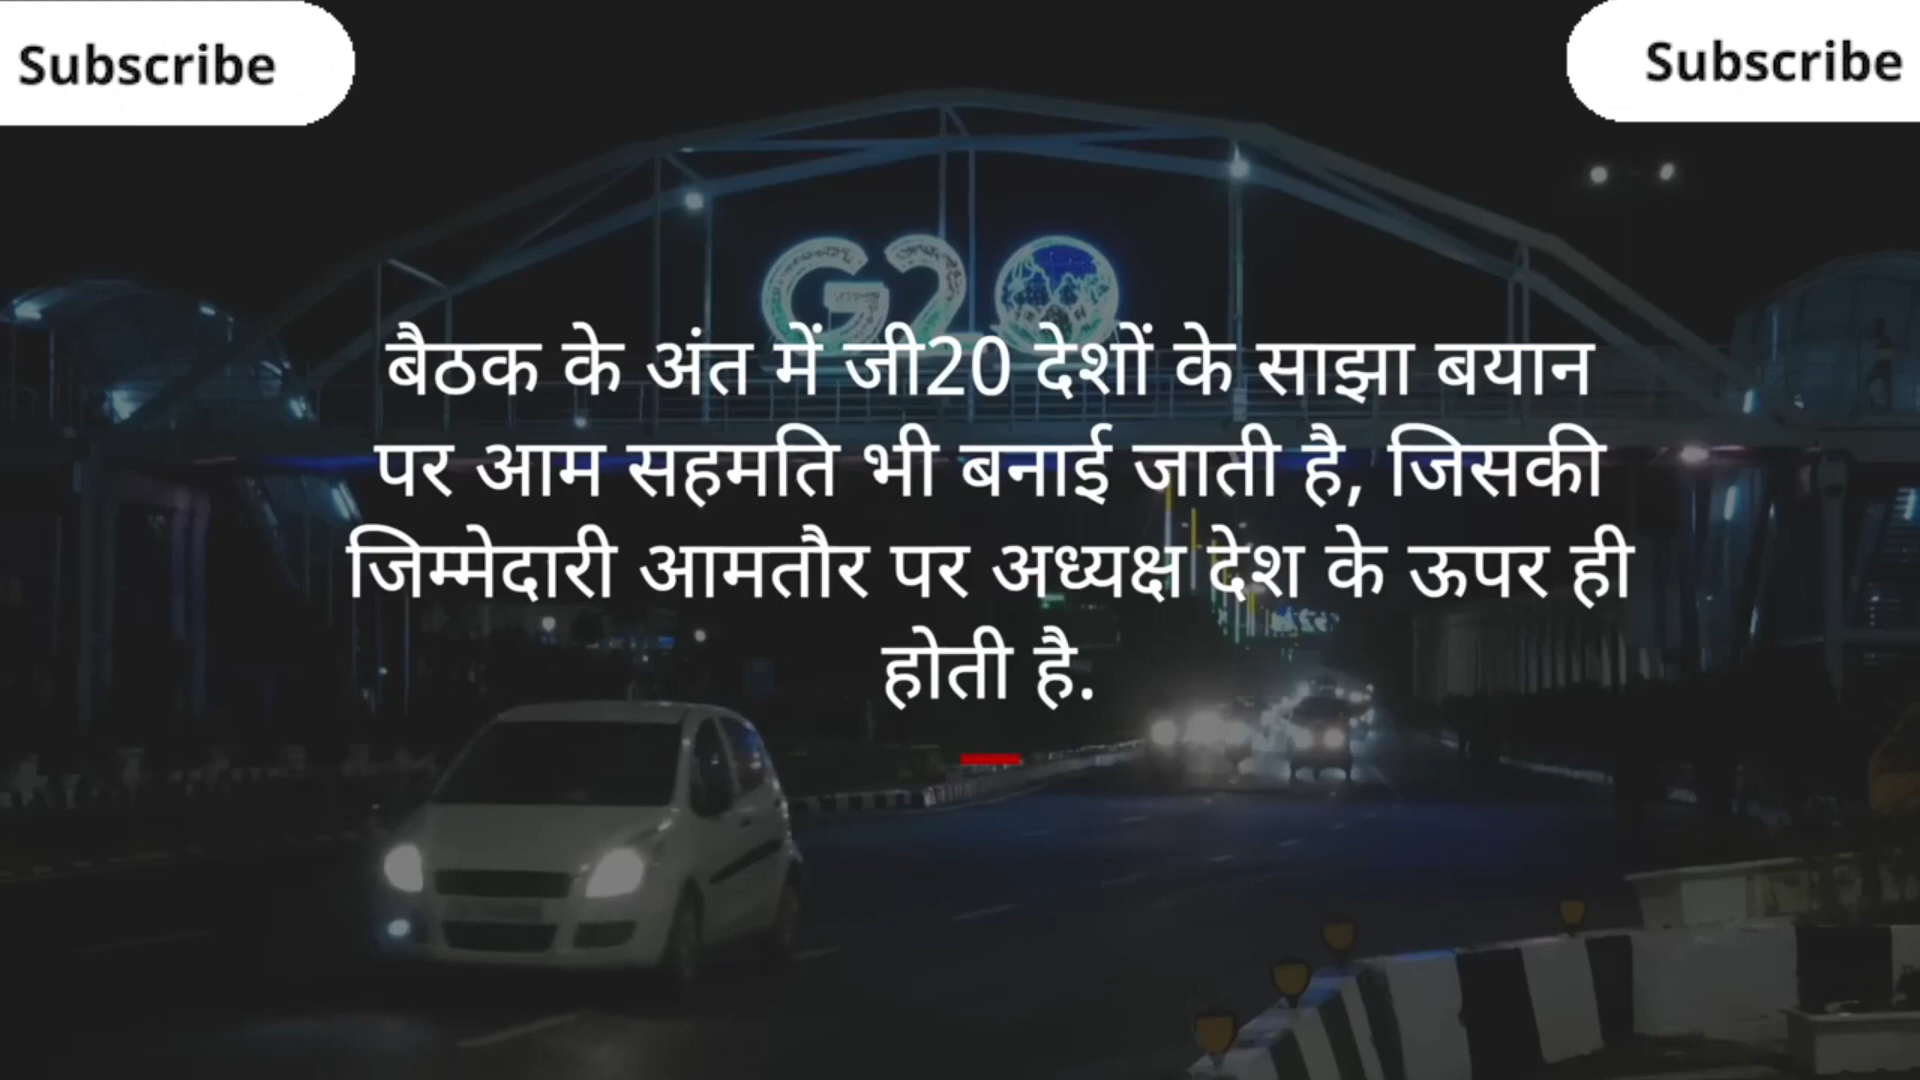 Subscribe
Subscribe
G20
बैठक के अंत में जी20 देशों के साझा बयान
पर आम सहमति भी बनाई जाती है, जिसकी
जिम्मेदारी आमतौर पर अध्यक्ष देश के ऊपर ही
होती है.